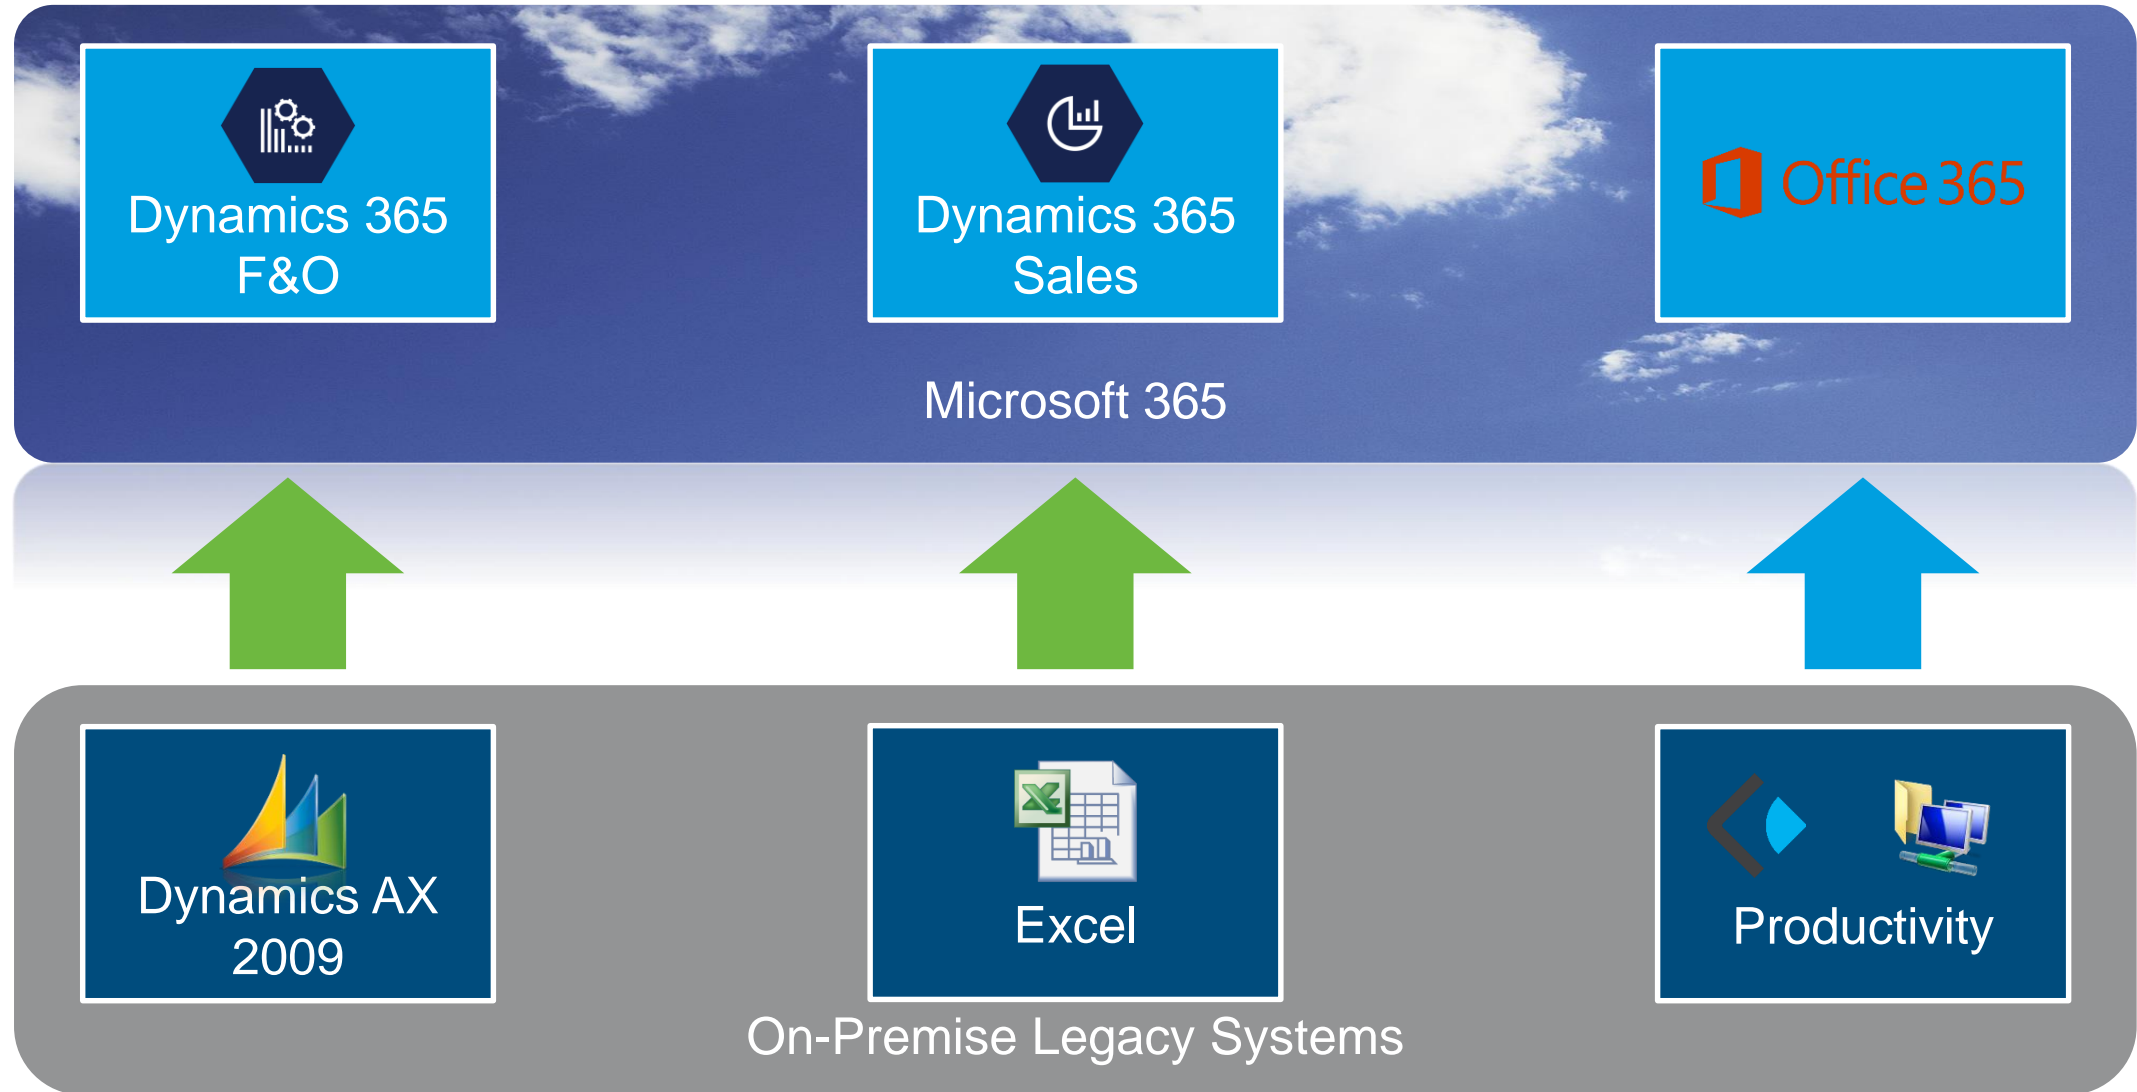 Dynamics 365
F&O
Dynamics 365
Sales
Office 365
Microsoft 365
Dynamics AX
2009
Excel
Productivity
On-Premise Legacy Systems